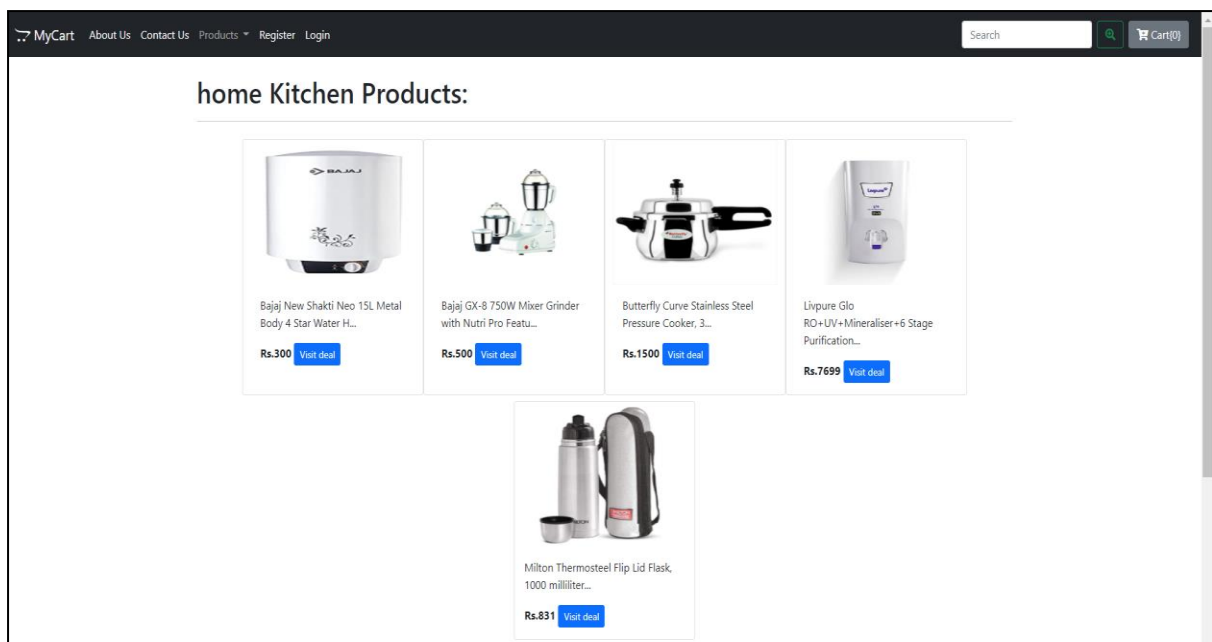 MyCart About Us Contact Us Products Register Login Search Cart(0)
home Kitchen Products:
BAJAJ
Bajaj New Shakti Neo 15L Metal
Body 4 Star Water H...
Rs.300 Visit deal
Bajaj GX-8 750W Mixer Grinder
with Nutri Pro Featu...
Rs.500 Visit deal
Butterfly Curve Stainless Steel
Pressure Cooker, 3...
Rs.1500 Visit deal
Livpure
Livpure Glo
RO+UV+Mineraliser+6 Stage
Purification...
Rs.7699 Visit deal
Milton Thermosteel Flip Lid Flask,
1000 milliliter...
Rs.831 Visit deal